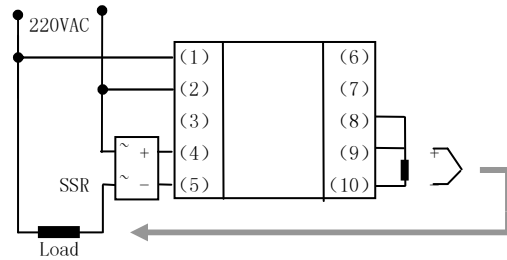 220VAC
(1) (6)
(2) (7)
(3) (8)
~ + (4) (9) +
SSR ~ − (5) (10) −
Load